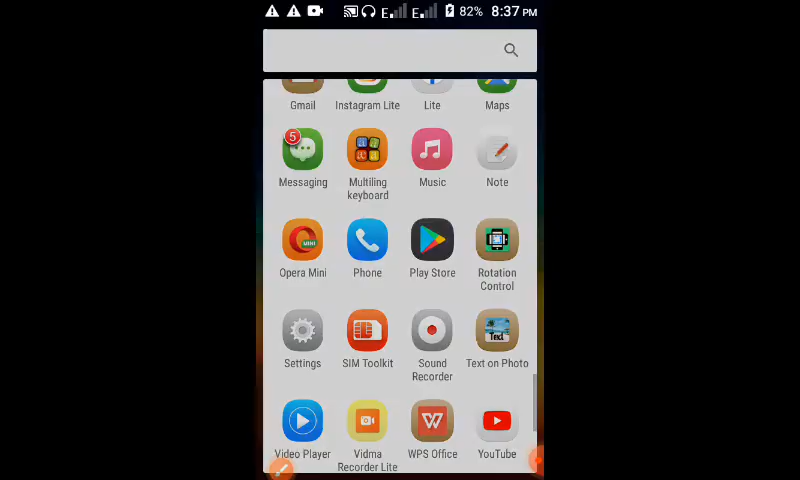 E E 82% 8:37 PM
Gmail Instagram Lite Lite Maps
5
Messaging Multiling keyboard Music Note
MINI
Opera Mini Phone Play Store Rotation Control
Text
Settings SIM Toolkit Sound Recorder Text on Photo
W
Video Player Vidma Recorder Lite WPS Office YouTube